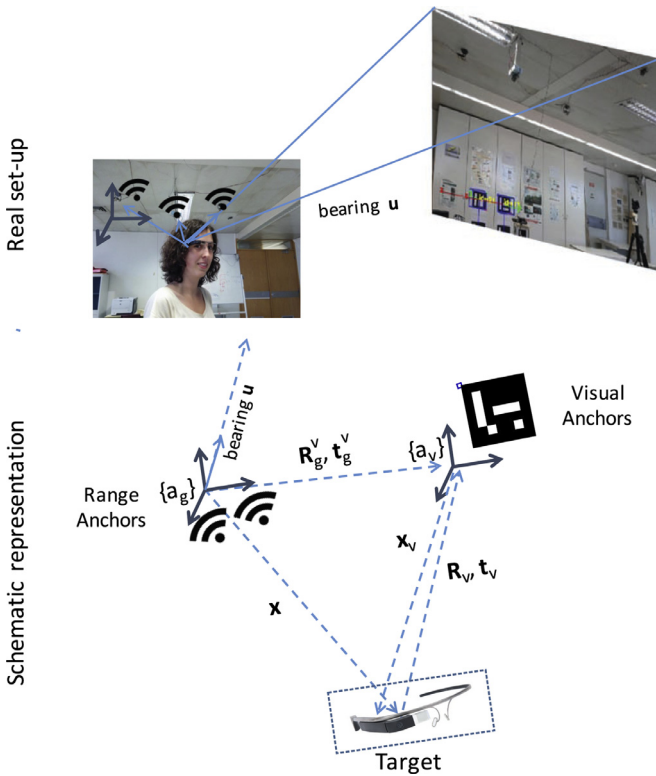 Real set-up
bearing u
Schematic representation
bearing u
Visual
Anchors
R_g^v, t_g^v
{a_v}
{a_g}
Range
Anchors
x_v
R_v, t_v
x
Target